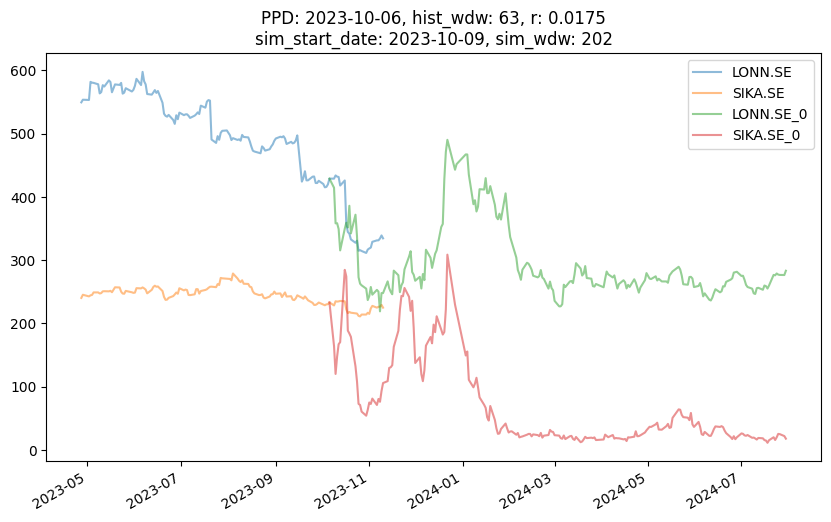 PPD: 2023-10-06, hist_wdw: 63, r: 0.0175
sim_start_date: 2023-10-09, sim_wdw: 202
LONN.SE
SIKA.SE
LONN.SE_0
SIKA.SE_0
600
500
400
300
200
100
0
2023-05
2023-07
2023-09
2023-11
2024-01
2024-03
2024-05
2024-07